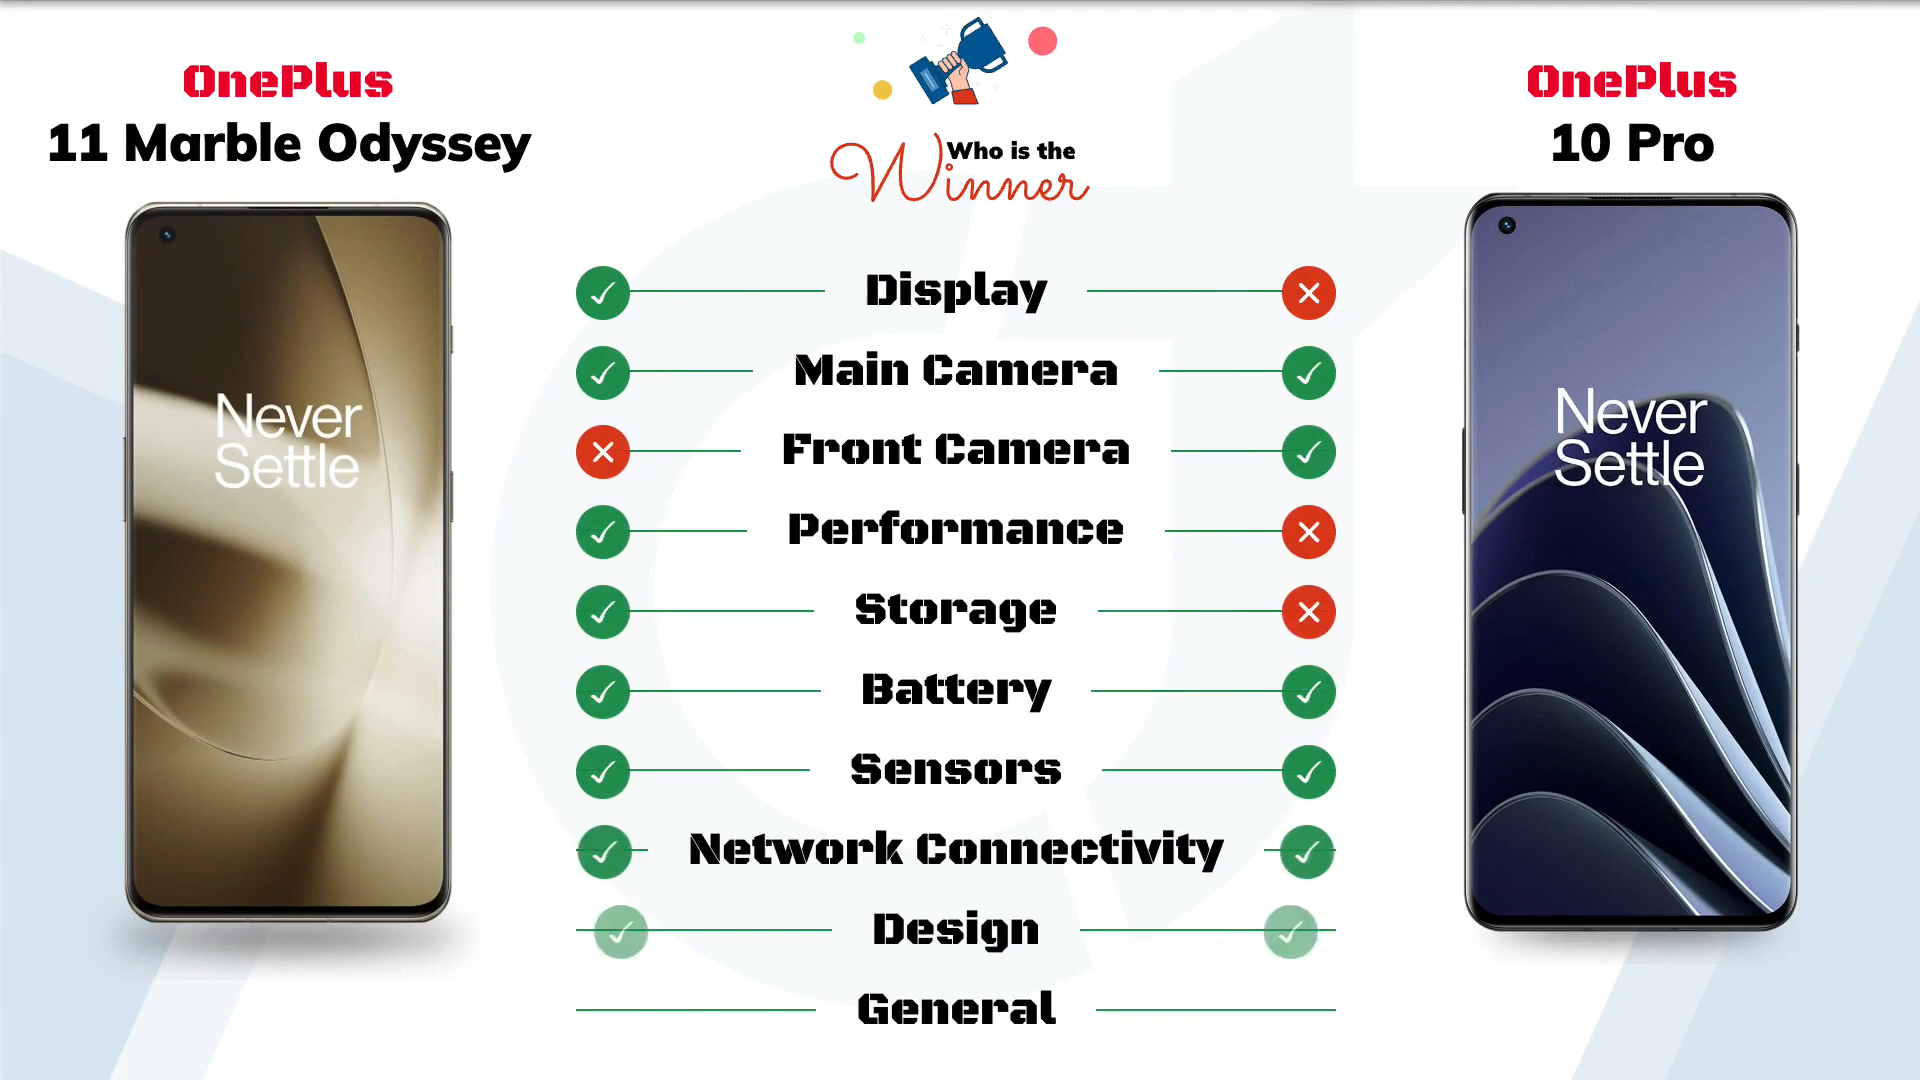 OnePlus
11 Marble Odyssey
Who is the
Winner
OnePlus
10 Pro
Never
Settle
Never
Settle
Display
Main Camera
Front Camera
Performance
Storage
Battery
Sensors
Network Connectivity
Design
General